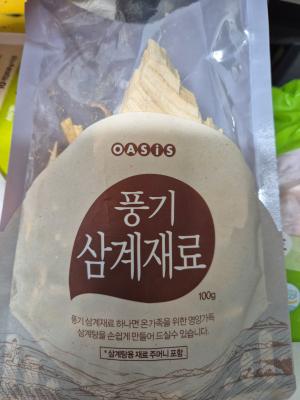 OASIS
풍기
삼계재료
100g
풍기 삼계재료 하나면 온가족을 위한 영양가득
삼계탕을 손쉽게 만들어 드실수 있습니다.
* 삼계탕용 재료 주머니 포함